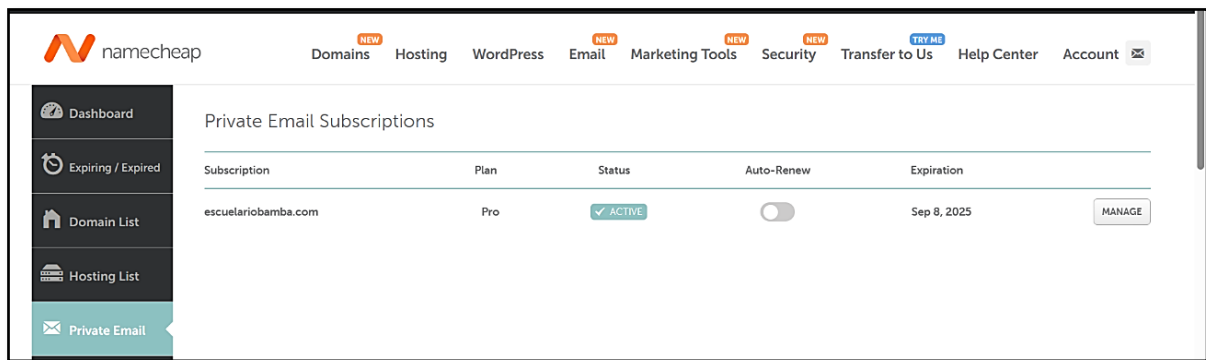 NEW NEW NEW NEW TRY ME
namecheap Domains Hosting WordPress Email Marketing Tools Security Transfer to Us Help Center Account
Dashboard
Expiring / Expired
Domain List
Hosting List
Private Email
Private Email Subscriptions
Subscription Plan Status Auto-Renew Expiration
escuelariobamba.com Pro ACTIVE Sep 8, 2025 MANAGE